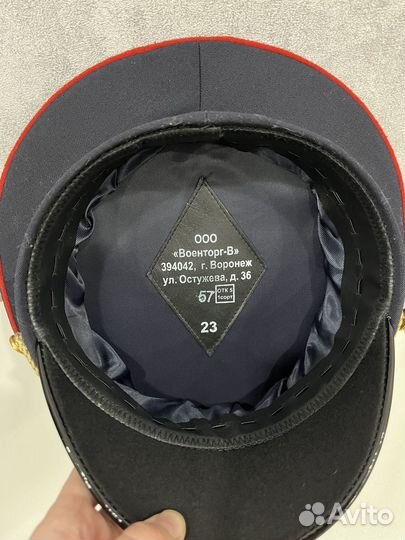 ООО
«Военторг-В»
394042, г. Воронеж
ул. Остужева, д. 36
57 ОТК 5
1сорт
23
Avito